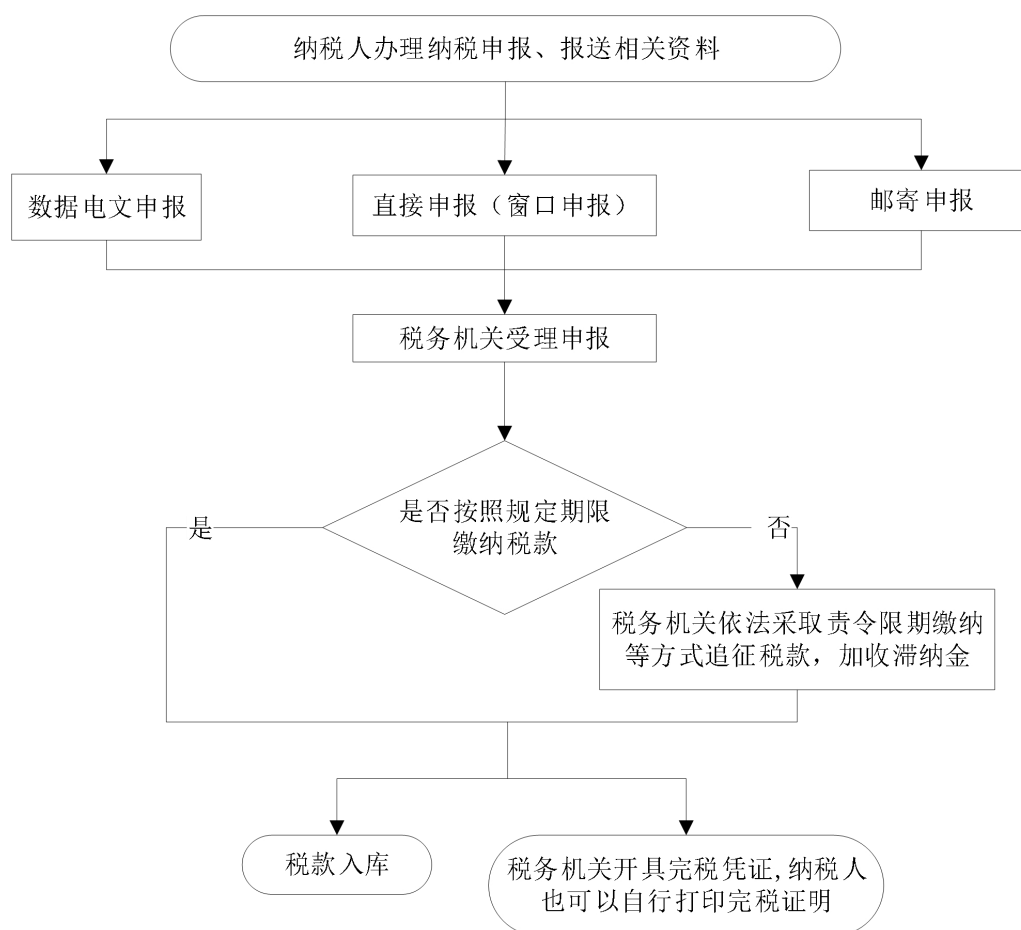 纳税人办理纳税申报、报送相关资料
数据电文申报
直接申报（窗口申报）
邮寄申报
税务机关受理申报
是否按照规定期限
缴纳税款
是
否
税务机关依法采取责令限期缴纳
等方式追征税款，加收滞纳金
税款入库
税务机关开具完税凭证,纳税人
也可以自行打印完税证明